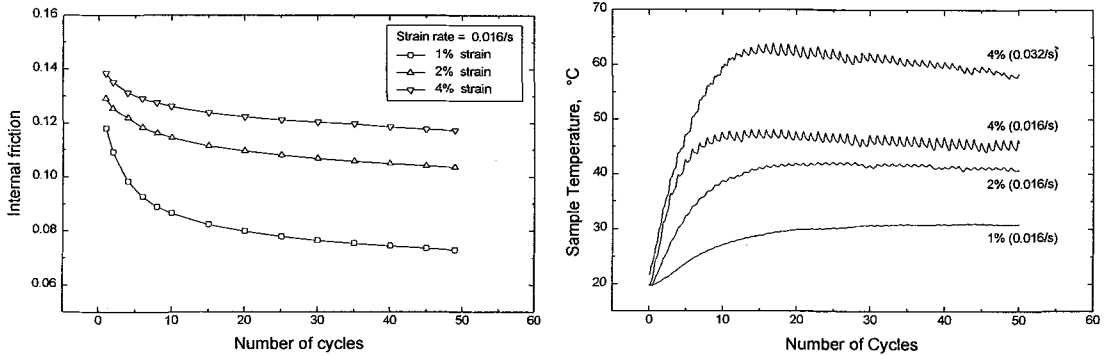 0.16
0.14
0.12
0.10
0.08
0.06
Internal friction
Strain rate = 0.016/s
1% strain
2% strain
4% strain
0 10 20 30 40 50 60
Number of cycles
70
60
50
40
30
20
Sample Temperature, °C
4% (0.032/s)
4% (0.016/s)
2% (0.016/s)
1% (0.016/s)
0 10 20 30 40 50 60
Number of Cycles